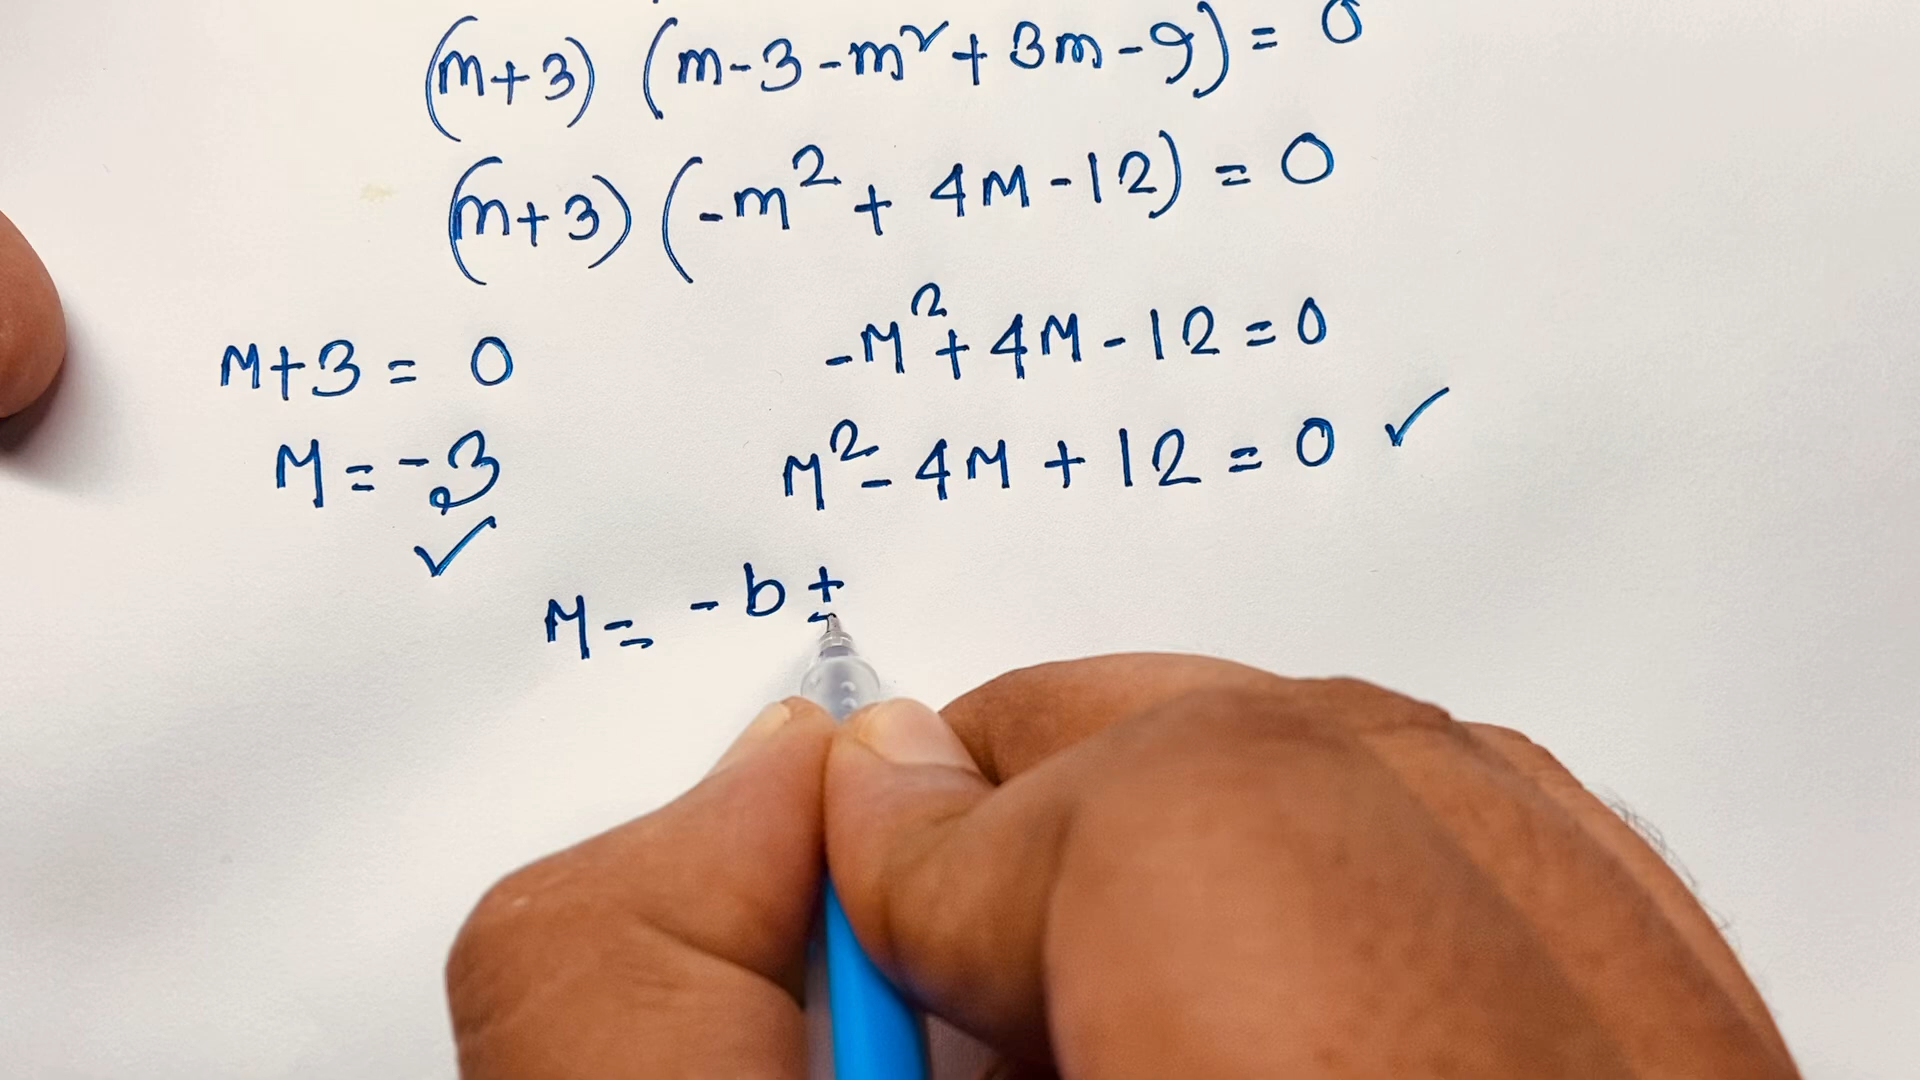 (m+3) (m-3-m²+3m-9) = 0
(m+3) (-m²+4M-12) = 0
M+3 = 0
-M²+4M-12=0
M=-3 ✓
M²-4M+12=0 ✓
M= -b ±